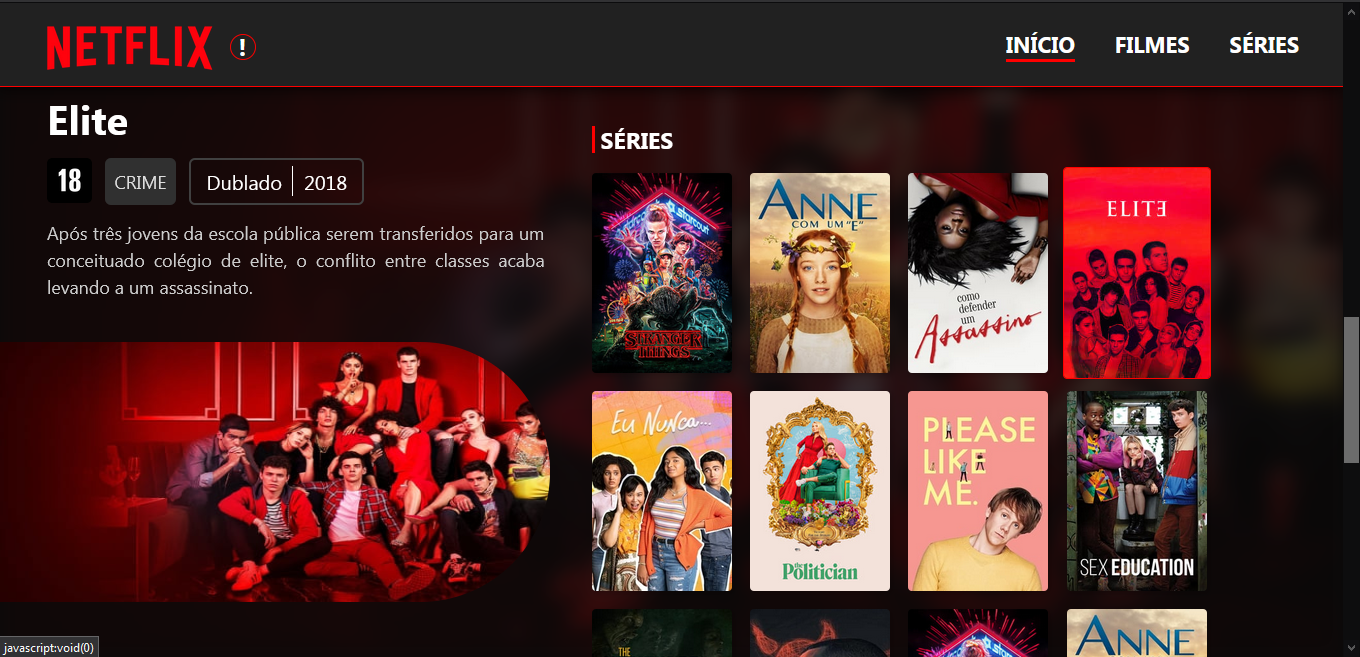 NETFLIX
!
INÍCIO
FILMES
SÉRIES
Elite
18
CRIME
Dublado
2018
Após três jovens da escola pública serem transferidos para um
conceituado colégio de elite, o conflito entre classes acaba
levando a um assassinato.
SÉRIES
STRANGER
THINGS
ANNE
COM UM "E"
como
defender
um
Assassino
ELITƎ
EU NUNCA...
The
Politician
PLEASE
LIKE
ME.
SEX EDUCATION
THE
ANNE
javascript:void(0)